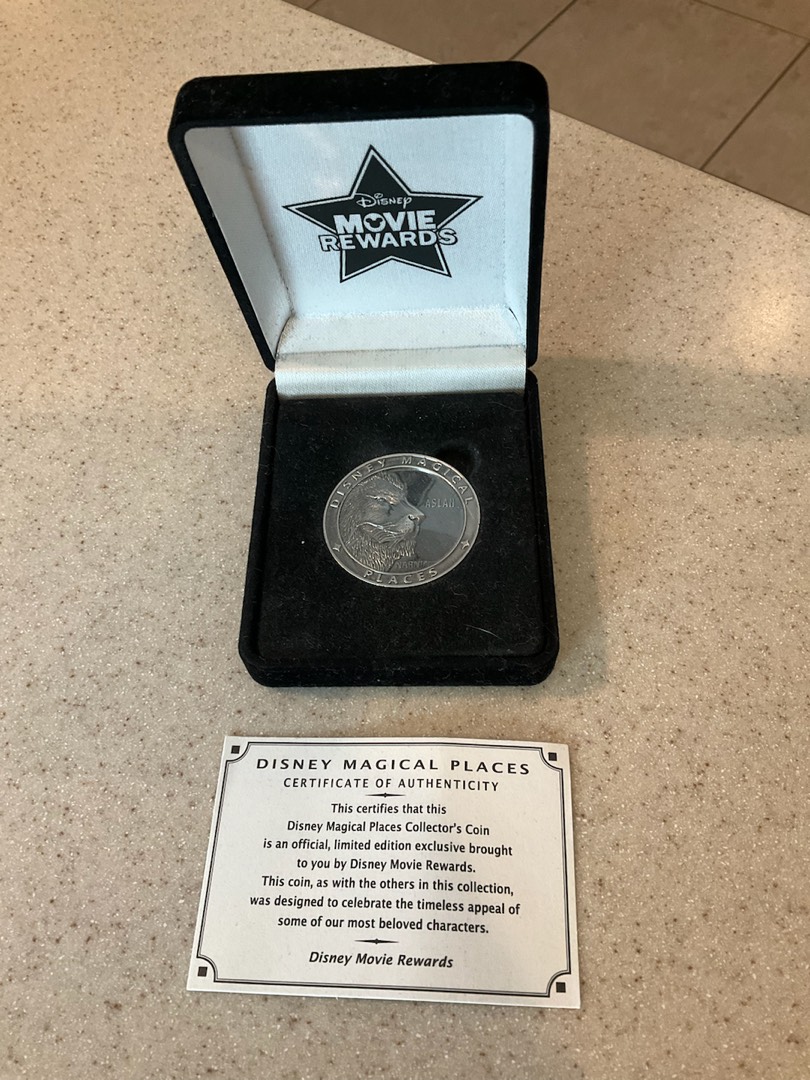 Disney
MOVIE
REWARDS
DISNEY MAGICAL
ASLAN
NARNIA
PLACES
DISNEY MAGICAL PLACES
CERTIFICATE OF AUTHENTICITY
This certifies that this
Disney Magical Places Collector's Coin
is an official, limited edition exclusive brought
to you by Disney Movie Rewards.
This coin, as with the others in this collection,
was designed to celebrate the timeless appeal of
some of our most beloved characters.
Disney Movie Rewards